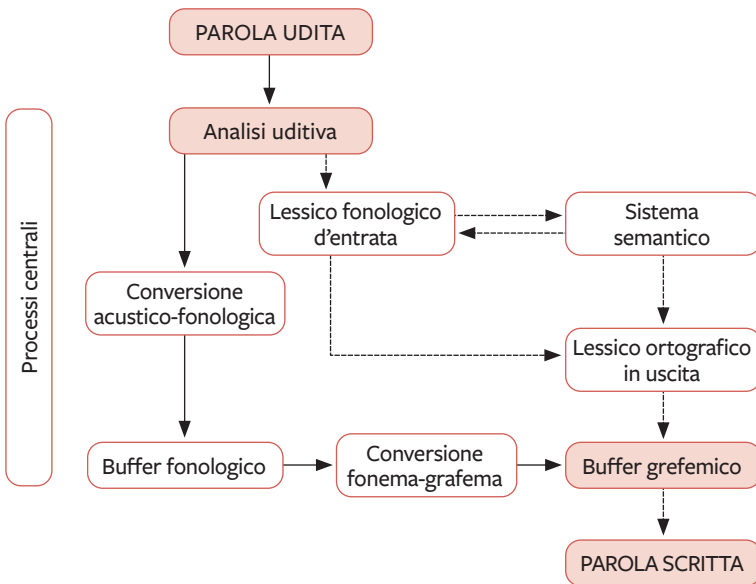 PAROLA UDITA
Analisi uditiva
Processi centrali
Lessico fonologico
d'entrata
Sistema
semantico
Conversione
acustico-fonologica
Lessico ortografico
in uscita
Buffer fonologico
Conversione
fonema-grafema
Buffer grefemico
PAROLA SCRITTA